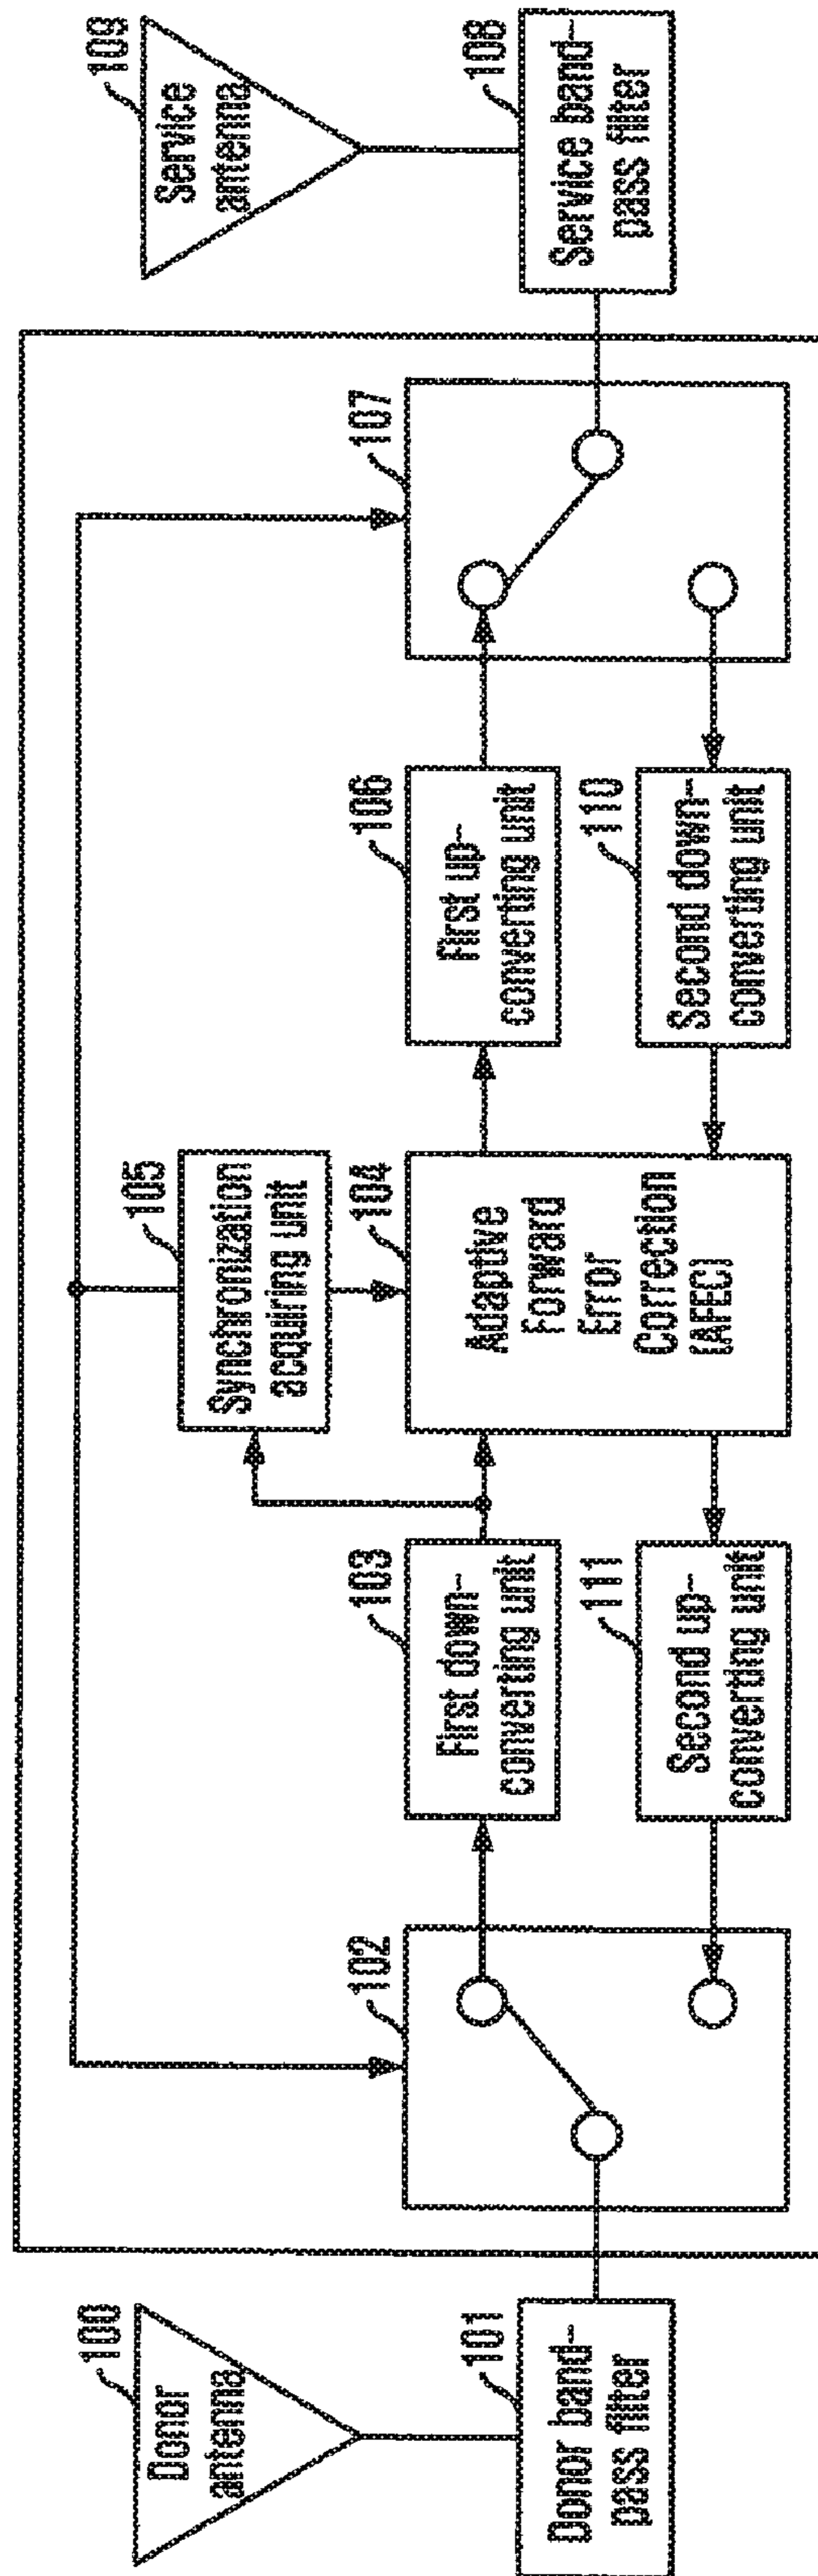 100
Donor
antenna
101
Donor band-
pass filter
102
103
First down-
converting unit
111
Second up-
converting unit
105
Synchronization
acquiring unit
104
Adaptive
Forward
Error
Correction
(AFEC)
106
First up-
converting unit
110
Second down-
converting unit
107
109
Service
antenna
108
Service band-
pass filter